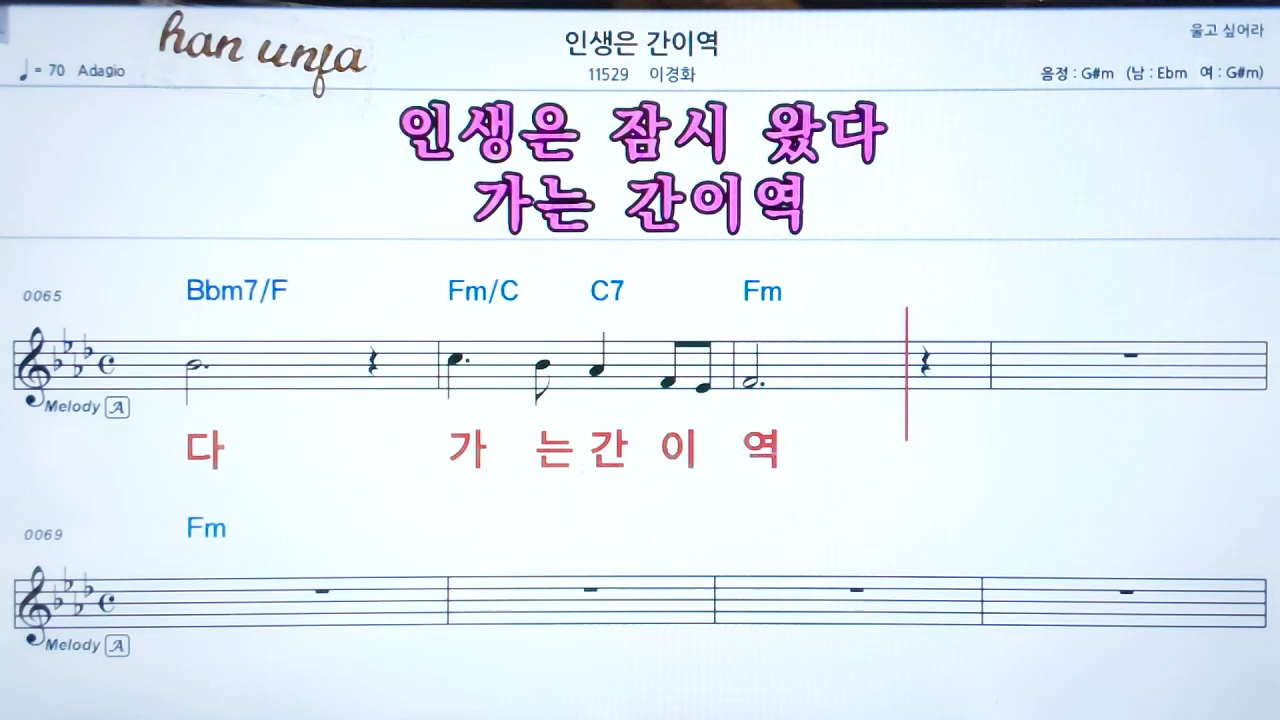 han unfa
인생은 간이역
울고 싶어라
♩= 70 Adagio
11529 이경화
음정 : G#m (남 : Ebm 여 : G#m)
인생은 잠시 왔다
가는 간이역
0065
Bbm7/F Fm/C C7 Fm
Melody A
다 가 는 간 이 역
0069
Fm
Melody A